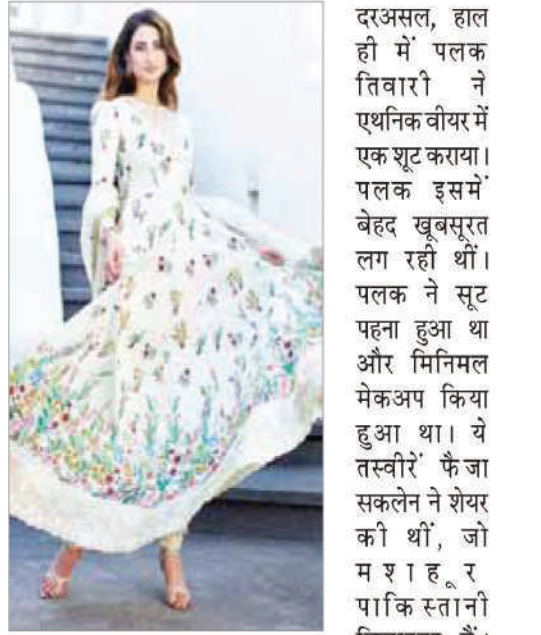 दरअसल, हाल
ही में पलक
तिवारी ने
एथनिक वीयर में
एक शूट कराया।
पलक इसमें
बेहद खूबसूरत
लग रही थीं।
पलक ने सूट
पहना हुआ था
और मिनिमल
मेकअप किया
हुआ था। ये
तस्वीरें फैजा
सकलेन ने शेयर
की थीं, जो
मशहूर
पाकिस्तानी